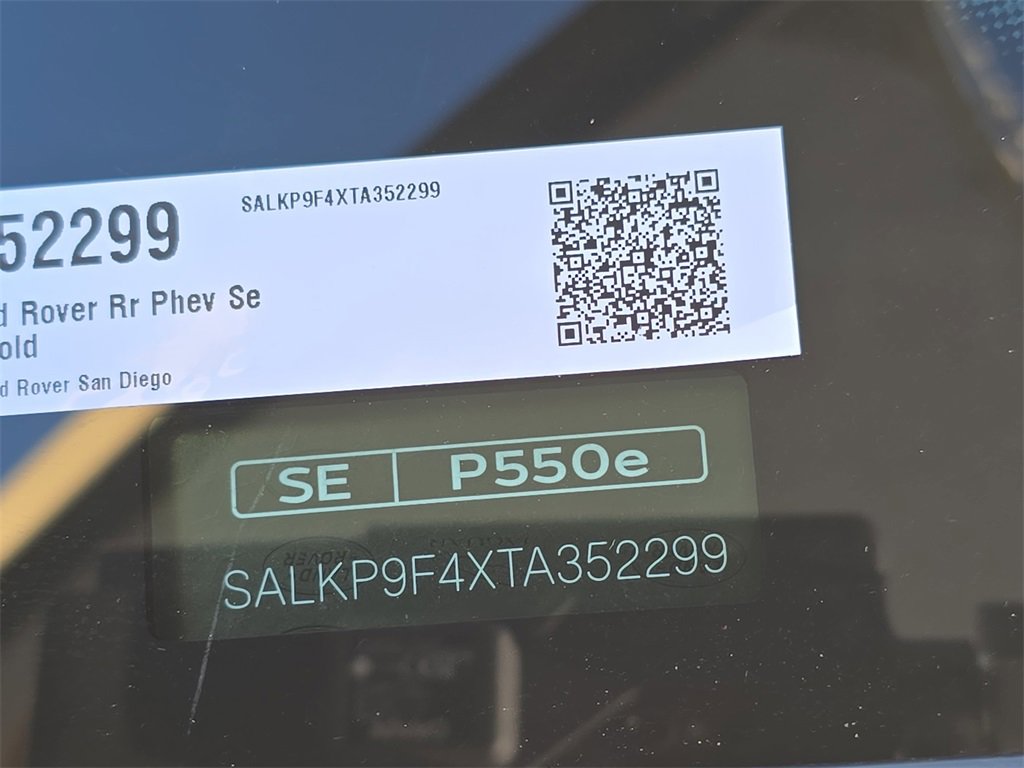 52299
SALKP9F4XTA352299
d Rover Rr Phev Se
old
d Rover San Diego
SE P550e
SALKP9F4XTA352299